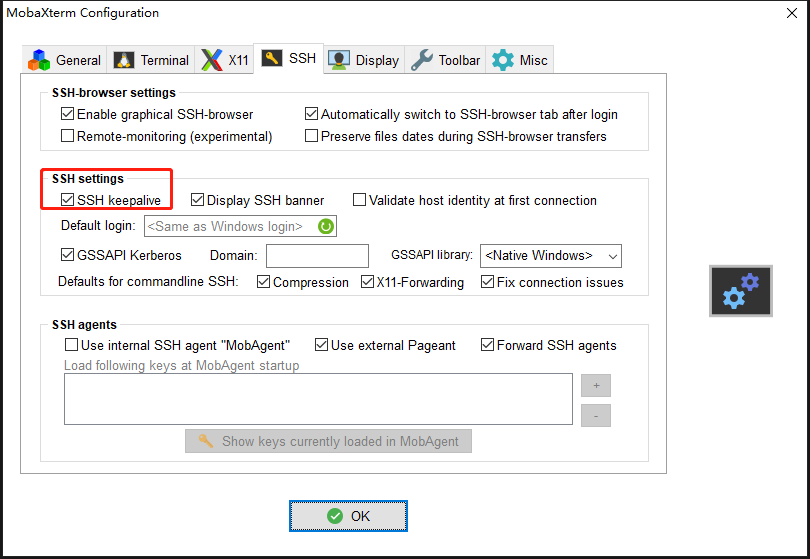 MobaXterm Configuration
General Terminal X11 SSH Display Toolbar Misc
SSH-browser settings
Enable graphical SSH-browser Automatically switch to SSH-browser tab after login
Remote-monitoring (experimental) Preserve files dates during SSH-browser transfers
SSH settings
SSH keepalive Display SSH banner Validate host identity at first connection
Default login: <Same as Windows login>
GSSAPI Kerberos Domain: GSSAPI library: <Native Windows>
Defaults for commandline SSH: Compression X11-Forwarding Fix connection issues
SSH agents
Use internal SSH agent "MobAgent" Use external Pageant Forward SSH agents
Load following keys at MobAgent startup
+
-
Show keys currently loaded in MobAgent
OK